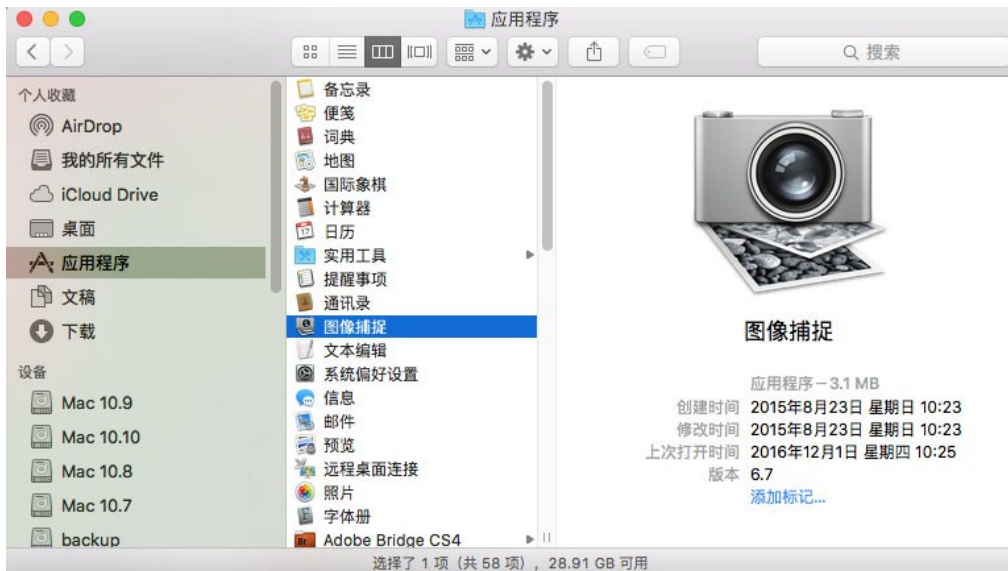 应用程序
搜索
个人收藏
AirDrop
我的所有文件
iCloud Drive
桌面
应用程序
文稿
下载
设备
Mac 10.9
Mac 10.10
Mac 10.8
Mac 10.7
backup
备忘录
便笺
词典
地图
国际象棋
计算器
日历
实用工具
提醒事项
通讯录
图像捕捉
文本编辑
系统偏好设置
信息
邮件
预览
远程桌面连接
照片
字体册
Adobe Bridge CS4
图像捕捉
应用程序 – 3.1 MB
创建时间 2015年8月23日 星期日 10:23
修改时间 2015年8月23日 星期日 10:23
上次打开时间 2016年12月1日 星期四 10:25
版本 6.7
添加标记...
选择了 1 项（共 58 项），28.91 GB 可用